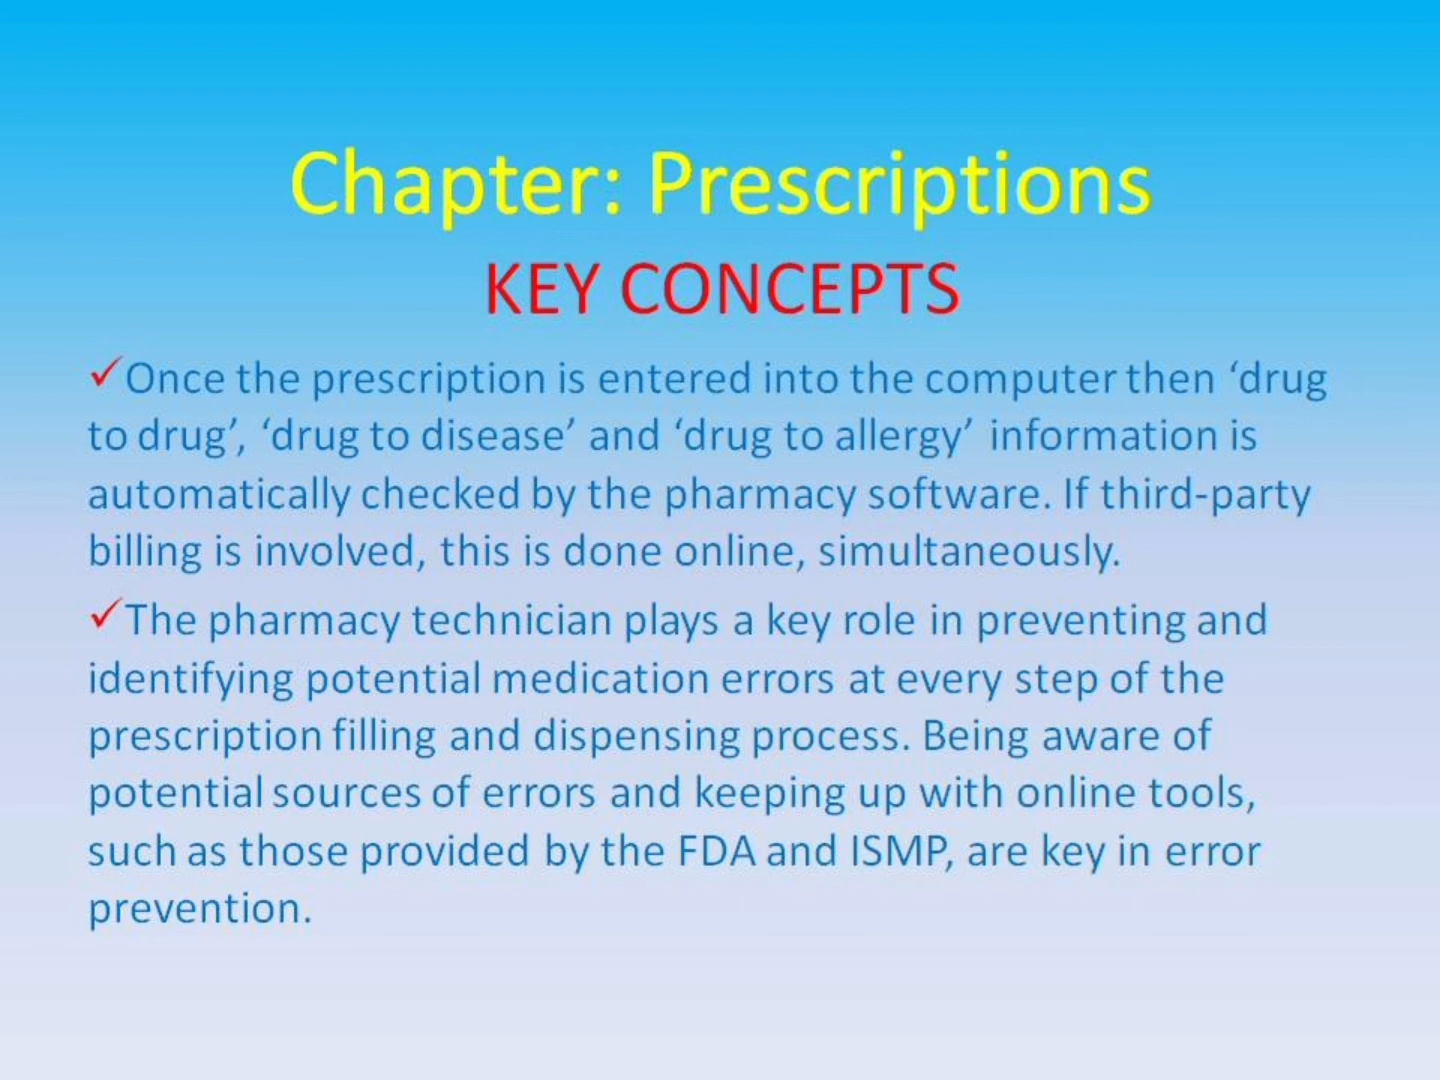 Chapter: Prescriptions
KEY CONCEPTS
✓Once the prescription is entered into the computer then ‘drug
to drug’, ‘drug to disease’ and ‘drug to allergy’ information is
automatically checked by the pharmacy software. If third-party
billing is involved, this is done online, simultaneously.
✓The pharmacy technician plays a key role in preventing and
identifying potential medication errors at every step of the
prescription filling and dispensing process. Being aware of
potential sources of errors and keeping up with online tools,
such as those provided by the FDA and ISMP, are key in error
prevention.